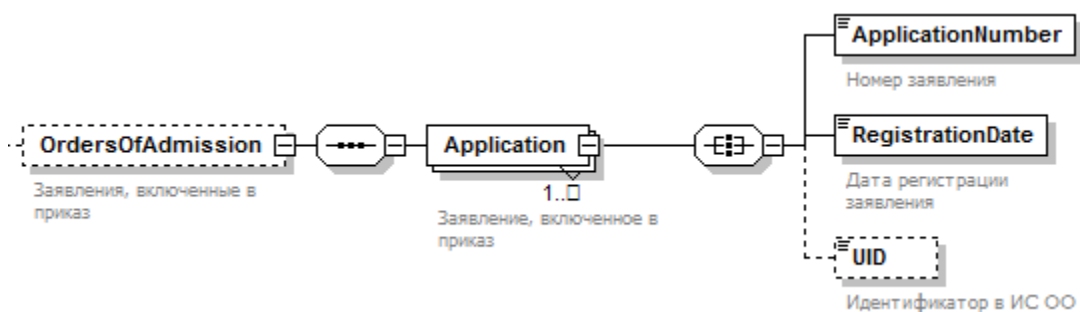 ApplicationNumber
Номер заявления
OrdersOfAdmission
Заявления, включенные в
приказ
Application
1..□
Заявление, включенное в
приказ
RegistrationDate
Дата регистрации
заявления
UID
Идентификатор в ИС ОО